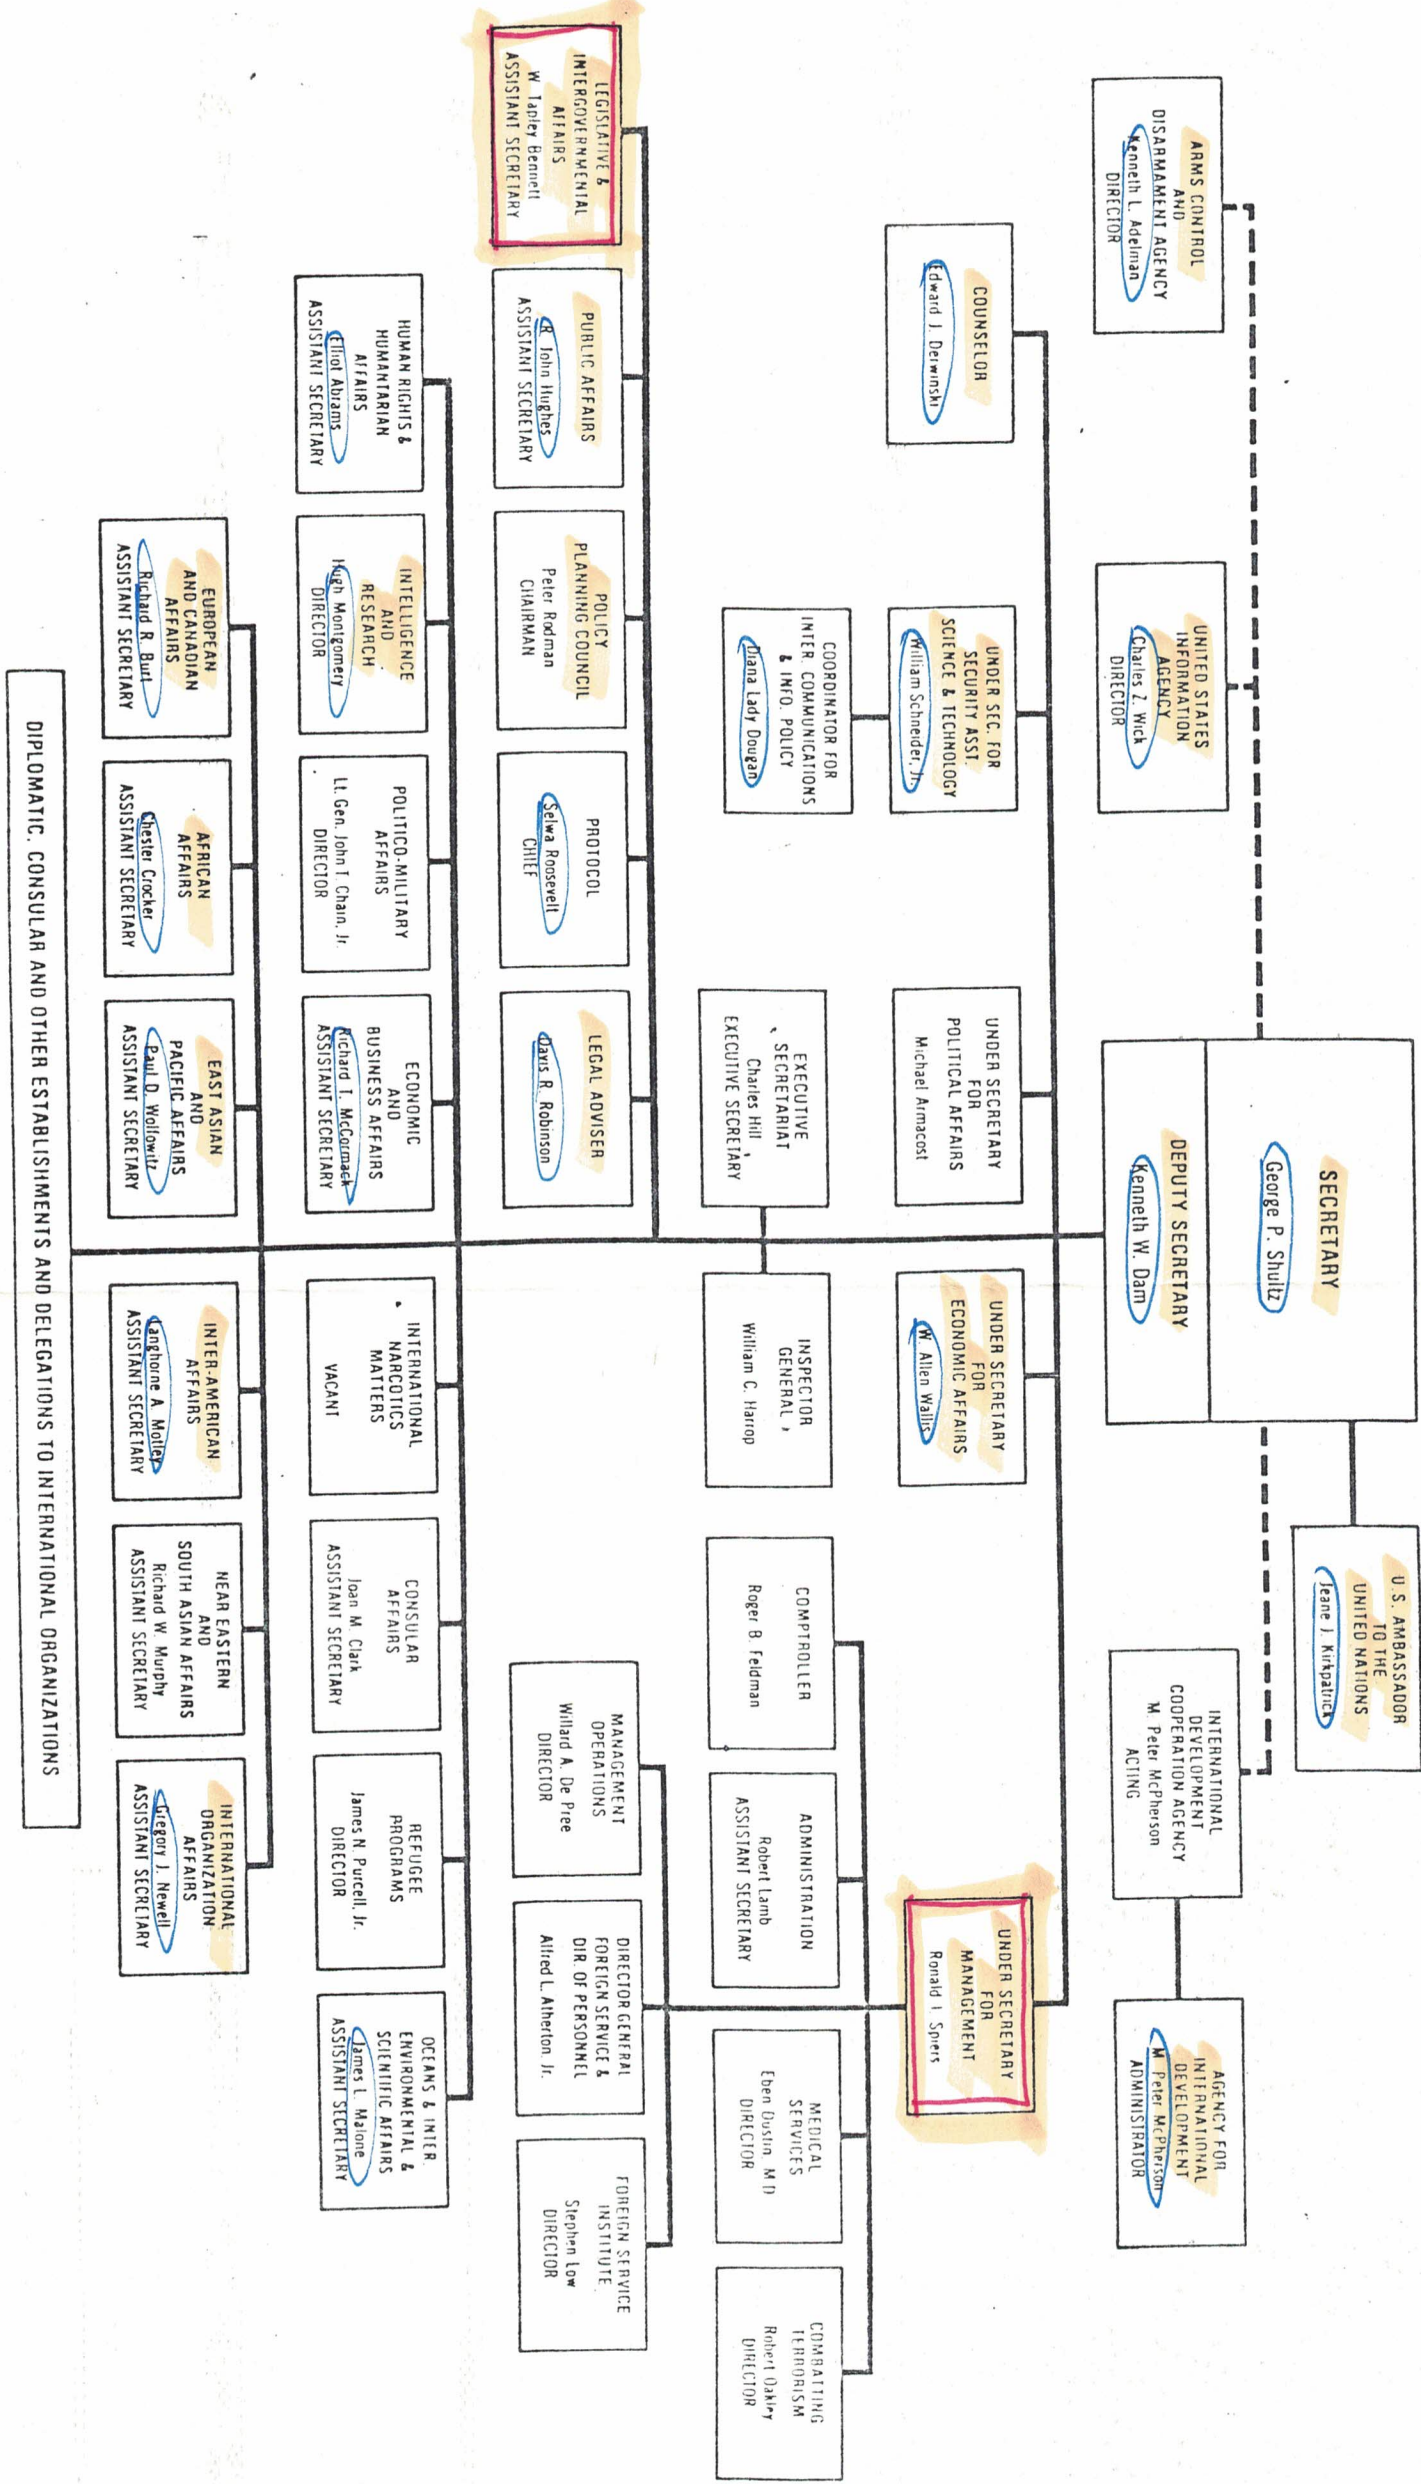 SECRETARY
George P. Shultz
DEPUTY SECRETARY
Kenneth W. Dam
U.S. AMBASSADOR
TO THE
UNITED NATIONS
Jeane J. Kirkpatrick
ARMS CONTROL
AND
DISARMAMENT AGENCY
Kenneth L. Adelman
DIRECTOR
UNITED STATES
INFORMATION
AGENCY
Charles Z. Wick
DIRECTOR
INTERNATIONAL
DEVELOPMENT
COOPERATION AGENCY
M Peter McPherson
ACTING
AGENCY FOR
INTERNATIONAL
DEVELOPMENT
M Peter McPherson
ADMINISTRATOR
COUNSELOR
Edward J. Derwinski
UNDER SEC. FOR
SECURITY ASST.
SCIENCE & TECHNOLOGY
William Schneider, Jr.
UNDER SECRETARY
FOR
POLITICAL AFFAIRS
Michael Armacost
UNDER SECRETARY
FOR
ECONOMIC AFFAIRS
W. Allen Wallis
UNDER SECRETARY
FOR
MANAGEMENT
Ronald I. Spiers
COORDINATOR FOR
INTER. COMMUNICATIONS
& INFO. POLICY
Diana Lady Dougan
EXECUTIVE
SECRETARIAT
Charles Hill
EXECUTIVE SECRETARY
INSPECTOR
GENERAL
William C. Harrop
COMPTROLLER
Roger B. Feldman
ADMINISTRATION
Robert Lamb
ASSISTANT SECRETARY
MEDICAL
SERVICES
Eben Dustin, M D
DIRECTOR
COMBATTING
TERRORISM
Robert Oakley
DIRECTOR
LEGISLATIVE &
INTERGOVERNMENTAL
AFFAIRS
W Tapley Bennett
ASSISTANT SECRETARY
PUBLIC AFFAIRS
R. John Hughes
ASSISTANT SECRETARY
POLICY
PLANNING COUNCIL
Peter Rodman
CHAIRMAN
PROTOCOL
Selwa Roosevelt
CHIEF
LEGAL ADVISER
Davis R. Robinson
MANAGEMENT
OPERATIONS
Willard A. De Pree
DIRECTOR
DIRECTOR GENERAL
FOREIGN SERVICE &
DIR. OF PERSONNEL
Alfred L. Atherton Jr.
FOREIGN SERVICE
INSTITUTE
Stephen Low
DIRECTOR
HUMAN RIGHTS &
HUMANTARIAN
AFFAIRS
Elliot Abrams
ASSISTANT SECRETARY
INTELLIGENCE
AND
RESEARCH
Hugh Montgomery
DIRECTOR
POLITICO-MILITARY
AFFAIRS
Lt. Gen. John T. Chain, Jr.
DIRECTOR
ECONOMIC
AND
BUSINESS AFFAIRS
Richard T. McCormack
ASSISTANT SECRETARY
INTERNATIONAL
NARCOTICS
MATTERS
VACANT
CONSULAR
AFFAIRS
Joan M. Clark
ASSISTANT SECRETARY
REFUGEE
PROGRAMS
James N. Purcell, Jr.
DIRECTOR
OCEANS & INTER.
ENVIRONMENTAL &
SCIENTIFIC AFFAIRS
James L. Malone
ASSISTANT SECRETARY
EUROPEAN
AND CANADIAN
AFFAIRS
Richard R. Burt
ASSISTANT SECRETARY
AFRICAN
AFFAIRS
Chester Crocker
ASSISTANT SECRETARY
EAST ASIAN
AND
PACIFIC AFFAIRS
Paul D. Wolfowitz
ASSISTANT SECRETARY
INTER-AMERICAN
AFFAIRS
Langhorne A. Motley
ASSISTANT SECRETARY
NEAR EASTERN
AND
SOUTH ASIAN AFFAIRS
Richard W. Murphy
ASSISTANT SECRETARY
INTERNATIONAL
ORGANIZATION
AFFAIRS
Gregory J. Newell
ASSISTANT SECRETARY
DIPLOMATIC, CONSULAR AND OTHER ESTABLISHMENTS AND DELEGATIONS TO INTERNATIONAL ORGANIZATIONS